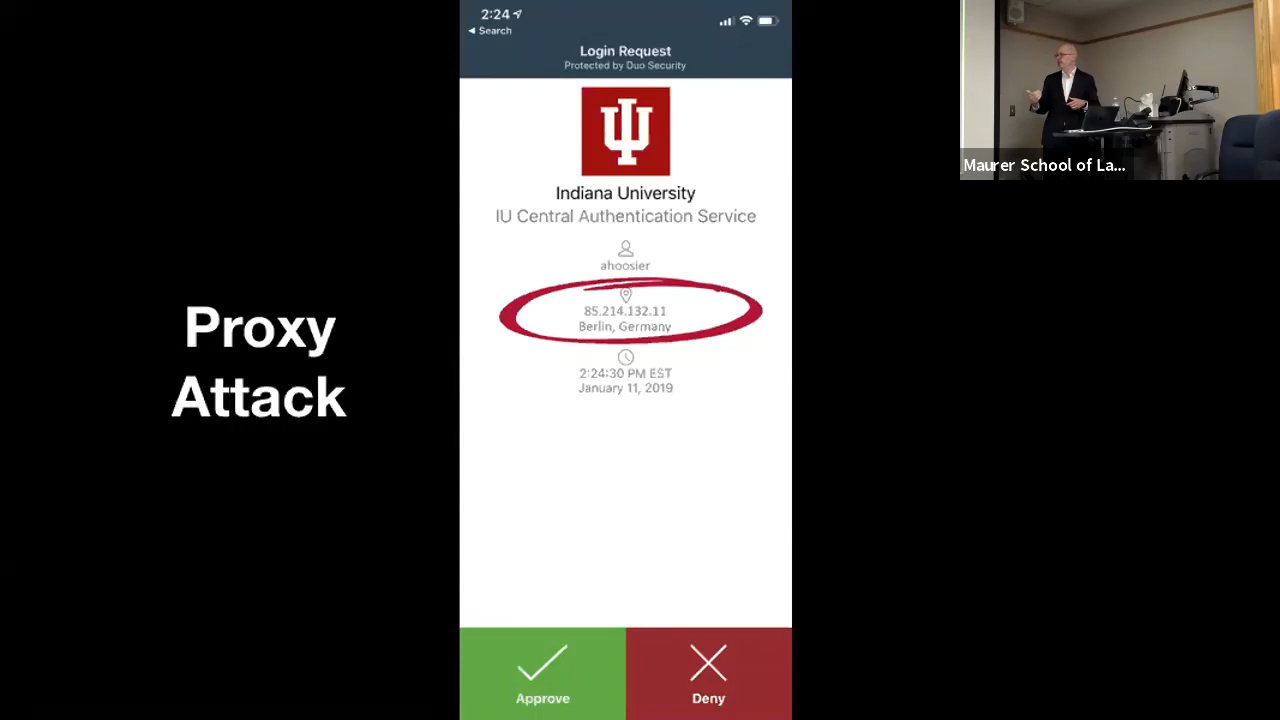 Proxy
Attack
2:24
Search
Login Request
Protected by Duo Security
Indiana University
IU Central Authentication Service
ahoosier
85.214.132.11
Berlin, Germany
2:24:30 PM EST
January 11, 2019
Approve
Deny
Maurer School of La...